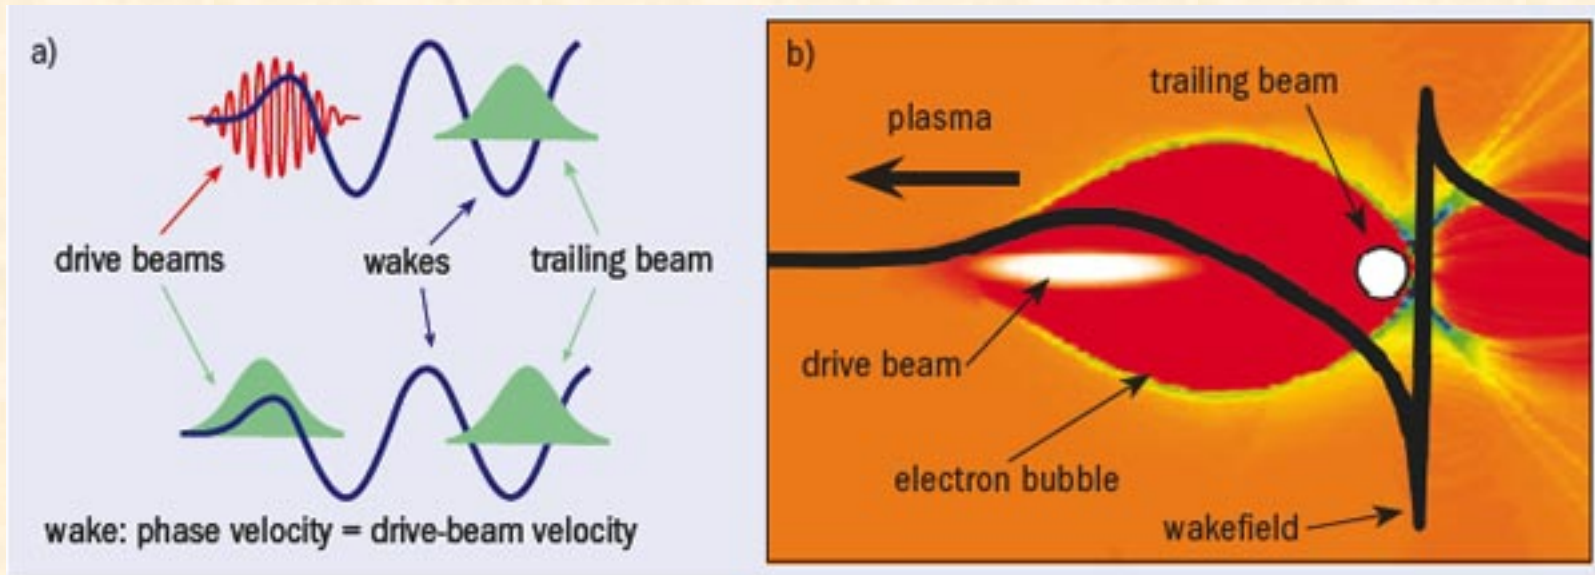 a)
drive beams
wakes
trailing beam
wake: phase velocity = drive-beam velocity
b)
trailing beam
plasma
drive beam
electron bubble
wakefield